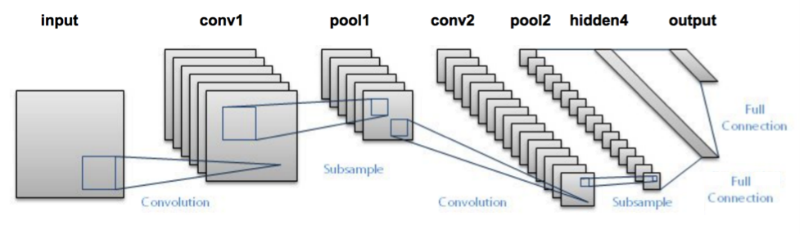 input conv1 pool1 conv2 pool2 hidden4 output
Full
Connection
Subsample
Full
Connection
Convolution Convolution Subsample